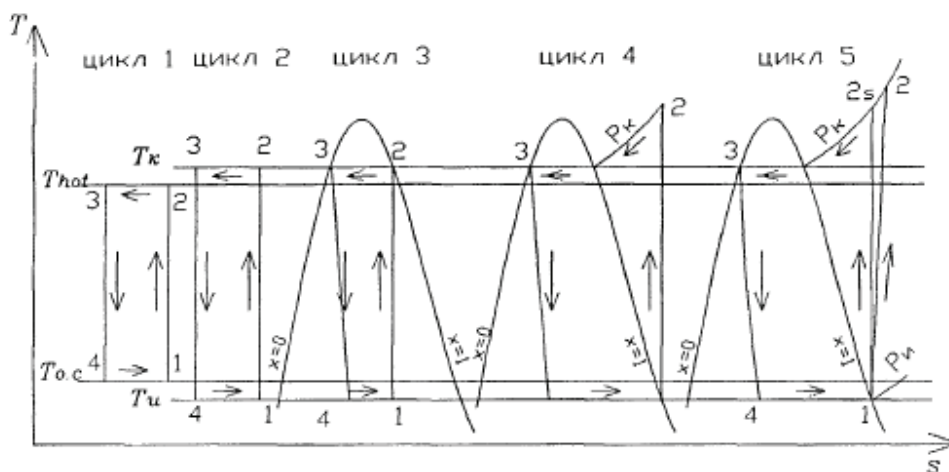 T
цикл 1 цикл 2 цикл 3 цикл 4 цикл 5
2s 2
2
Pк Pк
Tк 3 2 3 2 3 3
Thot
3 2
x=0 x=1 x=0 x=1 x=0 x=1
Tо.с 4 1
Pи
Tи
4 1 4 1 1 4 1
s